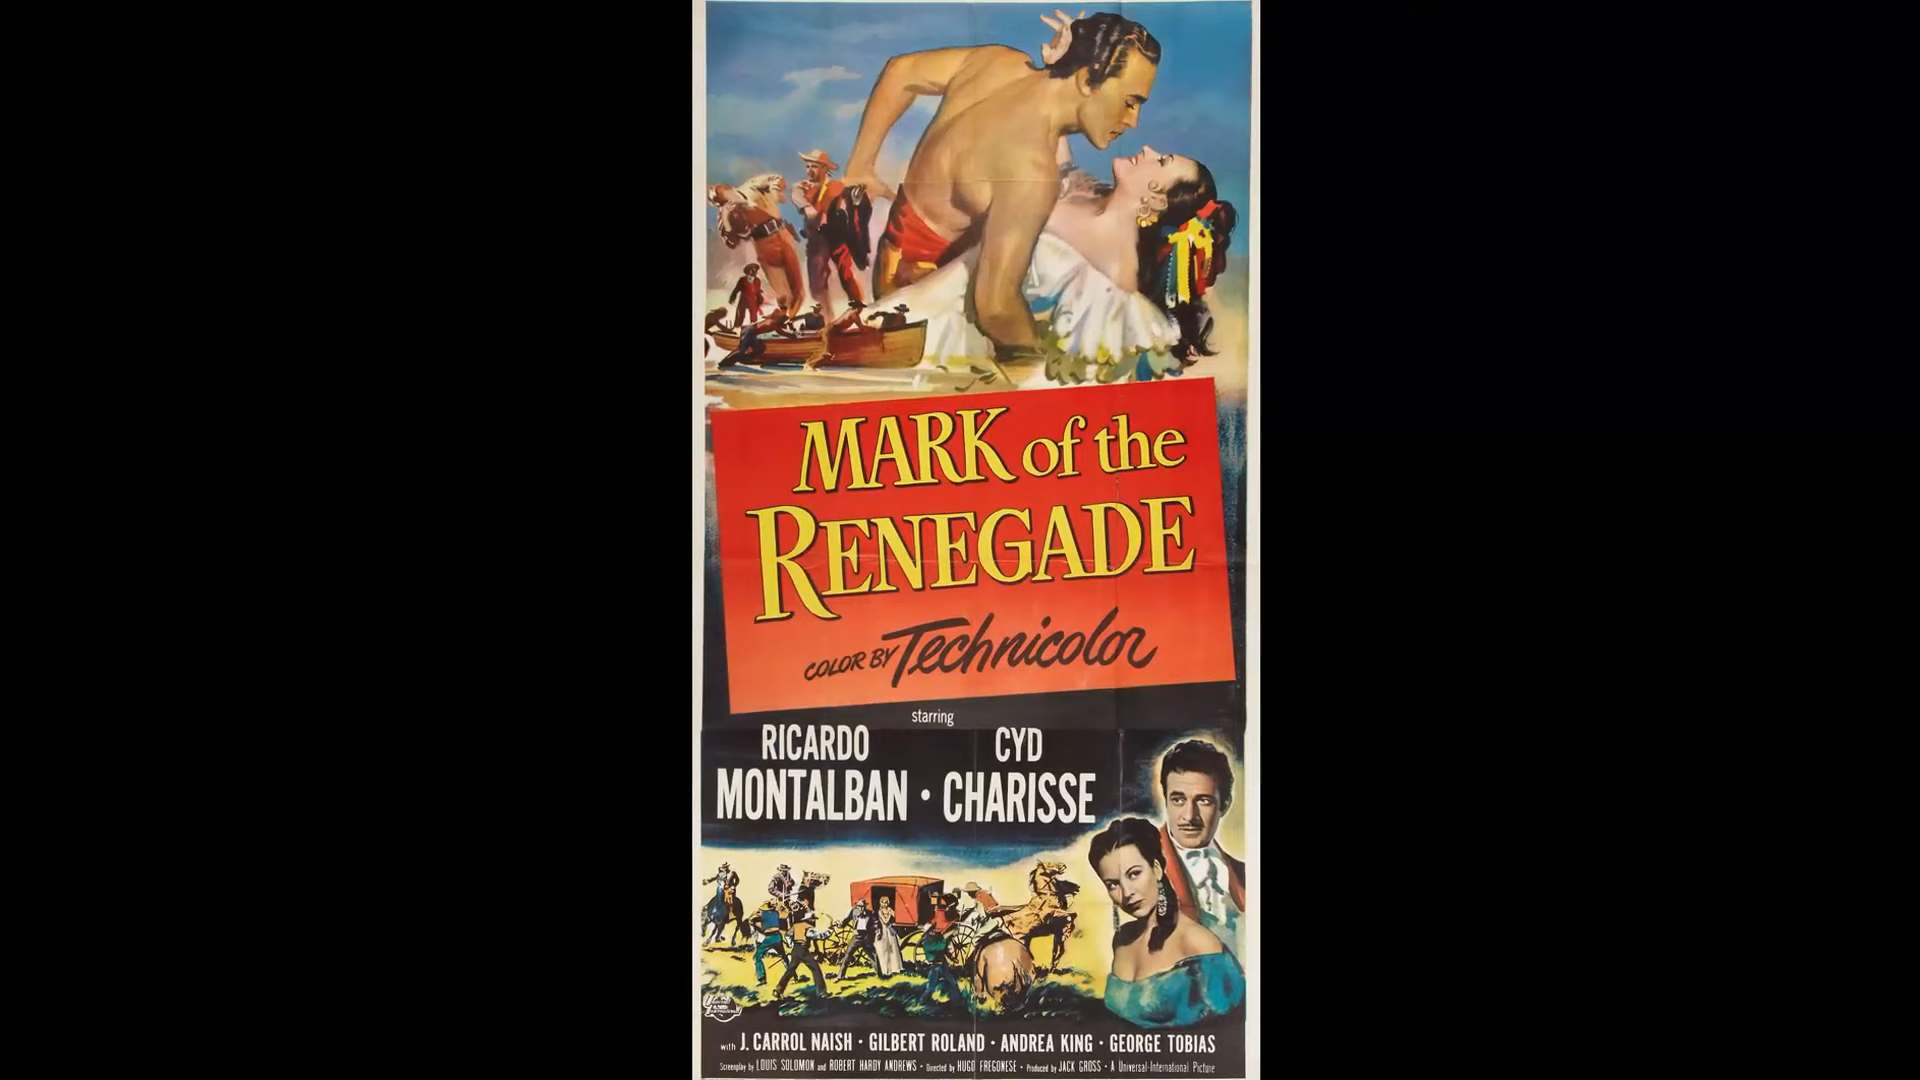 MARK of the
RENEGADE
COLOR BY Technicolor
starring
RICARDO CYD
MONTALBAN • CHARISSE
with J. CARROL NAISH • GILBERT ROLAND • ANDREA KING • GEORGE TOBIAS
Screenplay by LOUIS SOLOMON and ROBERT HARDY ANDREWS • Directed by HUGO FREGONESE • Produced by JACK GROSS • A Universal-International Picture